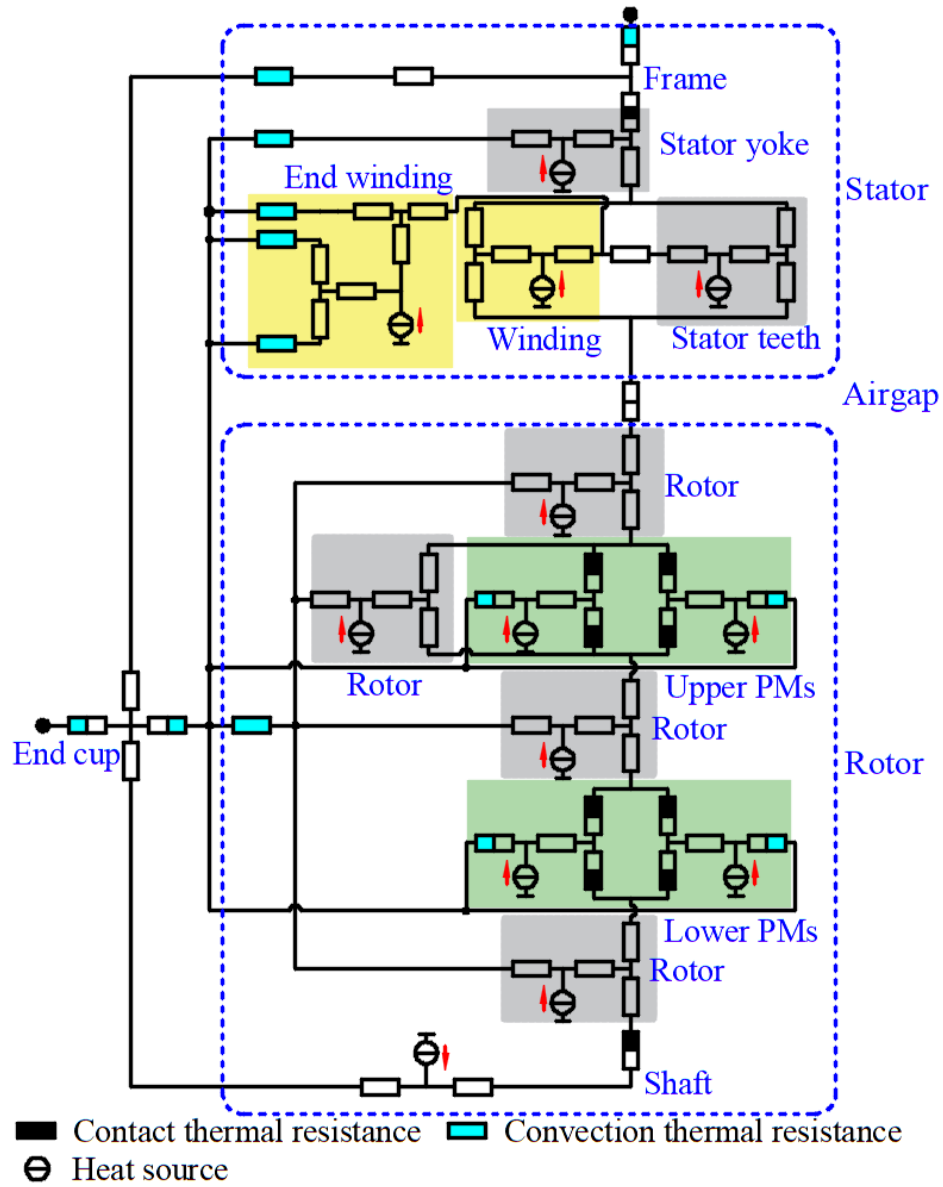 Frame
Stator yoke
End winding
Stator
Winding
Stator teeth
Airgap
Rotor
Rotor
Upper PMs
End cup
Rotor
Rotor
Lower PMs
Rotor
Shaft
Contact thermal resistance
Convection thermal resistance
Heat source